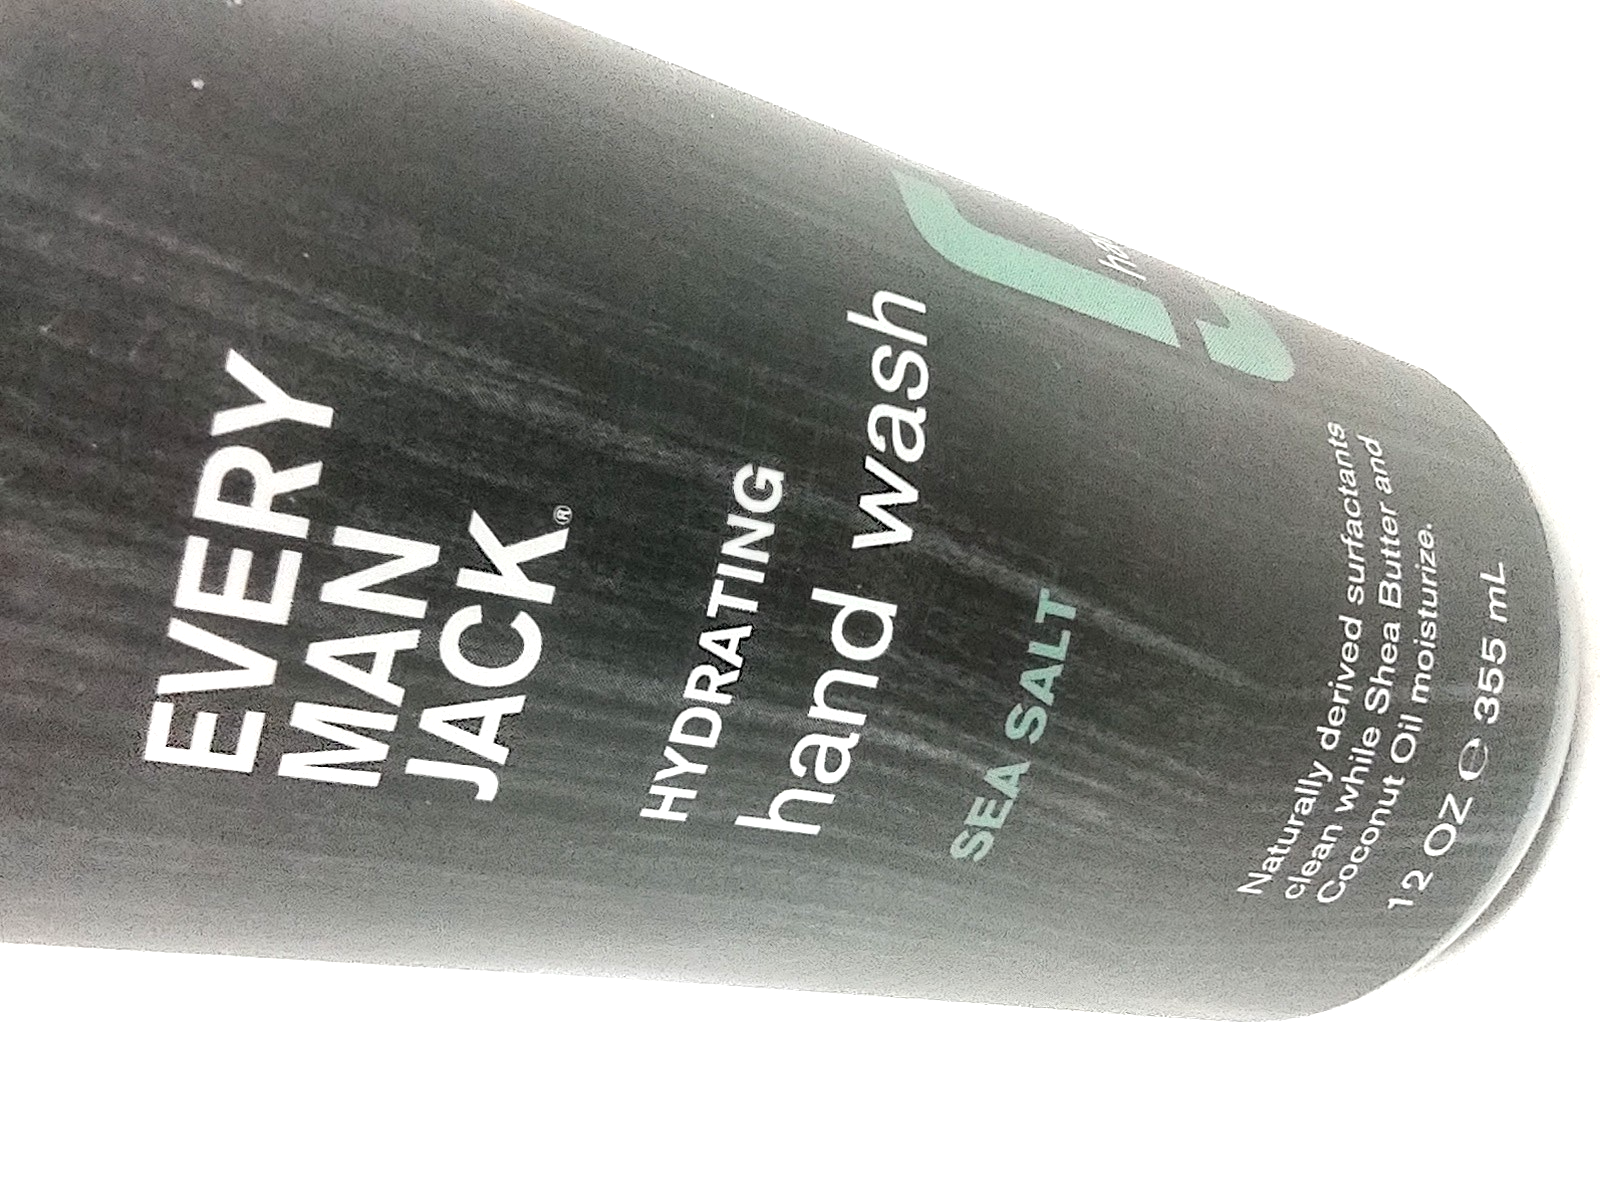 EVERY
MAN
JACK®
HYDRATING
hand wash
SEA SALT
Naturally derived surfactants
clean while Shea Butter and
Coconut Oil moisturize.
12 OZ ℮ 355 mL